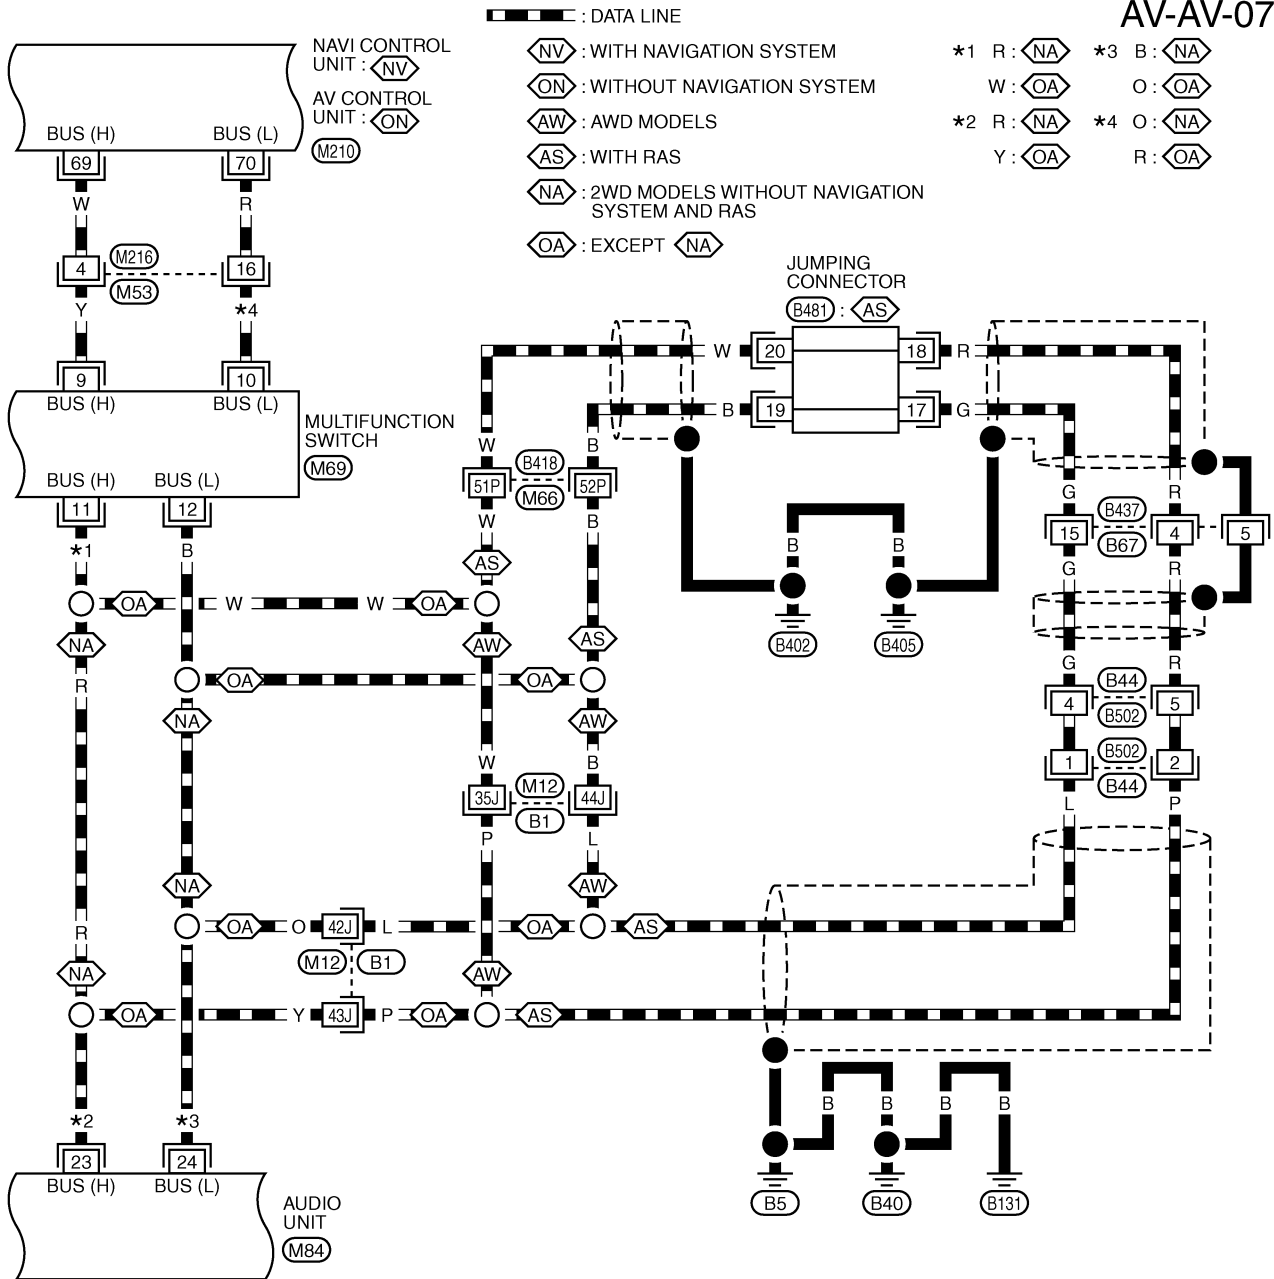 AV-AV-07
: DATA LINE
NV : WITH NAVIGATION SYSTEM
ON : WITHOUT NAVIGATION SYSTEM
AW : AWD MODELS
AS : WITH RAS
NA : 2WD MODELS WITHOUT NAVIGATION
SYSTEM AND RAS
OA : EXCEPT NA
*1 R : NA
W : OA
*2 R : NA
Y : OA
*3 B : NA
O : OA
*4 O : NA
R : OA
NAVI CONTROL
UNIT : NV
AV CONTROL
UNIT : ON
M210
BUS (H) BUS (L)
69 70
W R
4 M216 16
M53
Y *4
9 10
BUS (H) BUS (L)
MULTIFUNCTION
SWITCH
M69
BUS (H) BUS (L)
11 12
*1 B
JUMPING
CONNECTOR
B481 : AS
W 20 18 R
B 19 17 G
W B
51P B418 52P
M66
W B
AS
OA W W OA
NA AW AS
R
OA OA
NA AW
W B
35J M12 44J
B1
P L
NA AW
OA O 42J L OA AS
M12 B1
R
NA AW
OA Y 43J P OA AS
*2 *3
23 24
BUS (H) BUS (L)
AUDIO
UNIT
M84
B B
B402 B405
G R
15 B437 4 5
B67
G R
G R
4 B44 5
B502
1 B502 2
B44
L P
B B B B
B5 B40 B131